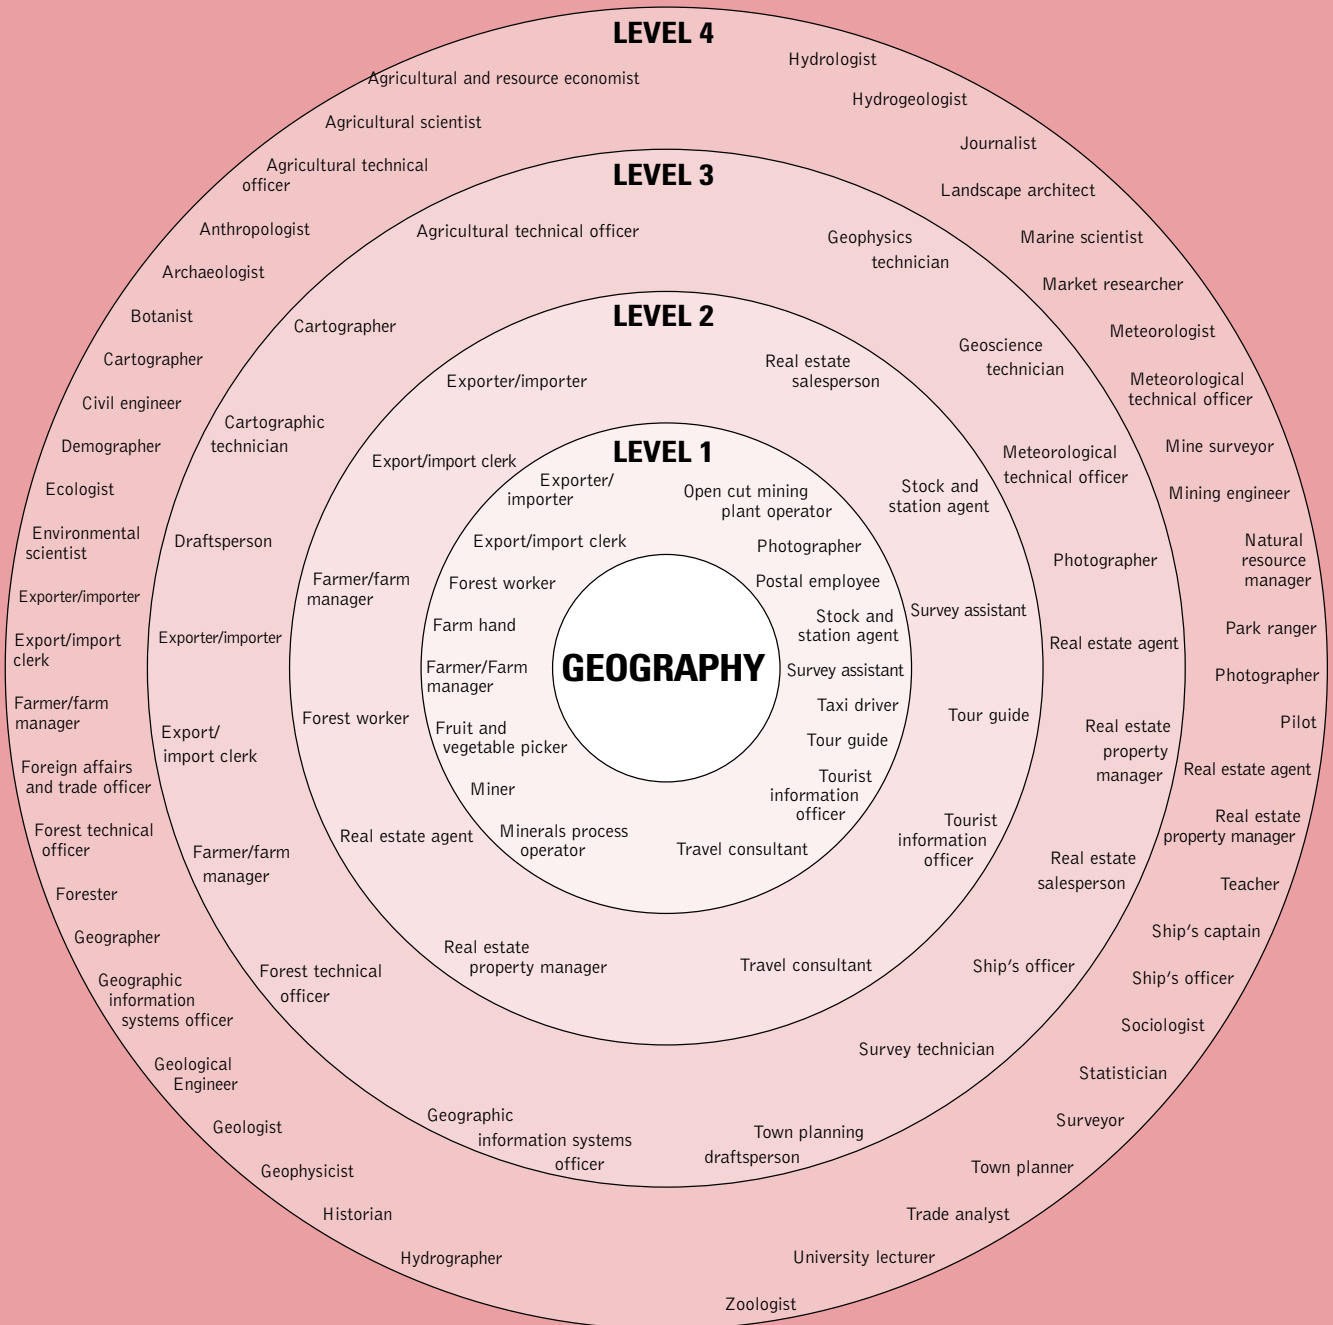 LEVEL 4
Agricultural and resource economist
Agricultural scientist
Agricultural technical
officer
Anthropologist
Archaeologist
Botanist
Cartographer
Civil engineer
Demographer
Ecologist
Environmental
scientist
Exporter/importer
Export/import
clerk
Farmer/farm
manager
Foreign affairs
and trade officer
Forest technical
officer
Forester
Geographer
Geographic
information
systems officer
Geological
Engineer
Geologist
Geophysicist
Historian
Hydrographer
Hydrologist
Hydrogeologist
Journalist
Landscape architect
Marine scientist
Market researcher
Meteorologist
Meteorological
technical officer
Mine surveyor
Mining engineer
Natural
resource
manager
Park ranger
Photographer
Pilot
Real estate agent
Real estate
property manager
Teacher
Ship's captain
Ship's officer
Sociologist
Statistician
Surveyor
Town planner
Trade analyst
University lecturer
Zoologist
LEVEL 3
Agricultural technical officer
Cartographer
Cartographic
technician
Draftsperson
Exporter/importer
Export/
import clerk
Farmer/farm
manager
Forest technical
officer
Geographic
information systems
officer
Geophysics
technician
Geoscience
technician
Meteorological
technical officer
Photographer
Real estate agent
Real estate
property
manager
Real estate
salesperson
Ship's officer
Survey technician
Town planning
draftsperson
LEVEL 2
Exporter/importer
Export/import clerk
Farmer/farm
manager
Forest worker
Real estate agent
Real estate
property manager
Real estate
salesperson
Stock and
station agent
Survey assistant
Tour guide
Tourist
information
officer
Travel consultant
LEVEL 1
Exporter/
importer
Export/import clerk
Forest worker
Farm hand
Farmer/Farm
manager
Fruit and
vegetable picker
Miner
Minerals process
operator
Open cut mining
plant operator
Photographer
Postal employee
Stock and
station agent
Survey assistant
Taxi driver
Tour guide
Tourist
information
officer
Travel consultant
GEOGRAPHY